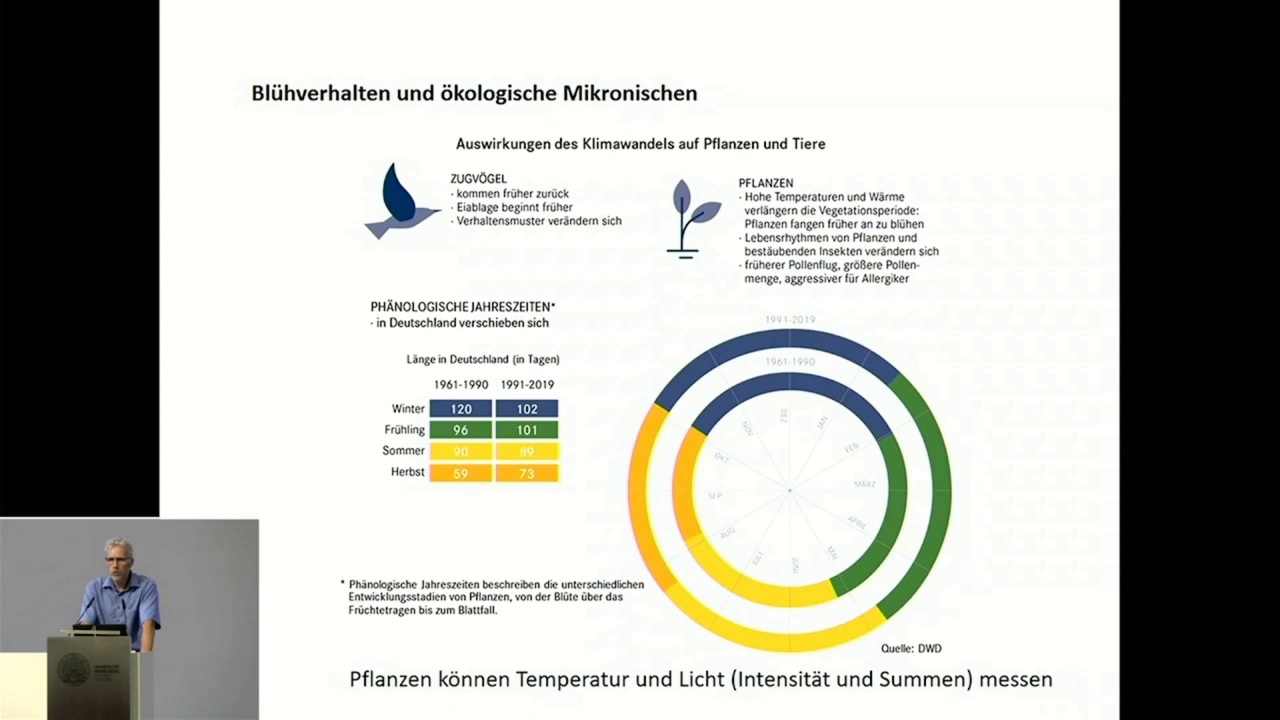 Blühverhalten und ökologische Mikronischen
Auswirkungen des Klimawandels auf Pflanzen und Tiere
ZUGVÖGEL
· kommen früher zurück
· Eiablage beginnt früher
· Verhaltensmuster verändern sich
PFLANZEN
· Hohe Temperaturen und Wärme
verlängern die Vegetationsperiode:
Pflanzen fangen früher an zu blühen
· Lebensrhythmen von Pflanzen und
bestäubenden Insekten verändern sich
· früherer Pollenflug, größere Pollen-
menge, aggressiver für Allergiker
PHÄNOLOGISCHE JAHRESZEITEN*
· in Deutschland verschieben sich
Länge in Deutschland (in Tagen)
1961-1990 1991-2019
Winter 120 102
Frühling 96 101
Sommer 90 89
Herbst 59 73
1991-2019
1961-1990
JAN
FEB
MÄRZ
APRIL
MAI
JUNI
JULI
AUG
SEP
OKT
NOV
DEZ
* Phänologische Jahreszeiten beschreiben die unterschiedlichen
Entwicklungsstadien von Pflanzen, von der Blüte über das
Früchtetragen bis zum Blattfall.
Quelle: DWD
Pflanzen können Temperatur und Licht (Intensität und Summen) messen